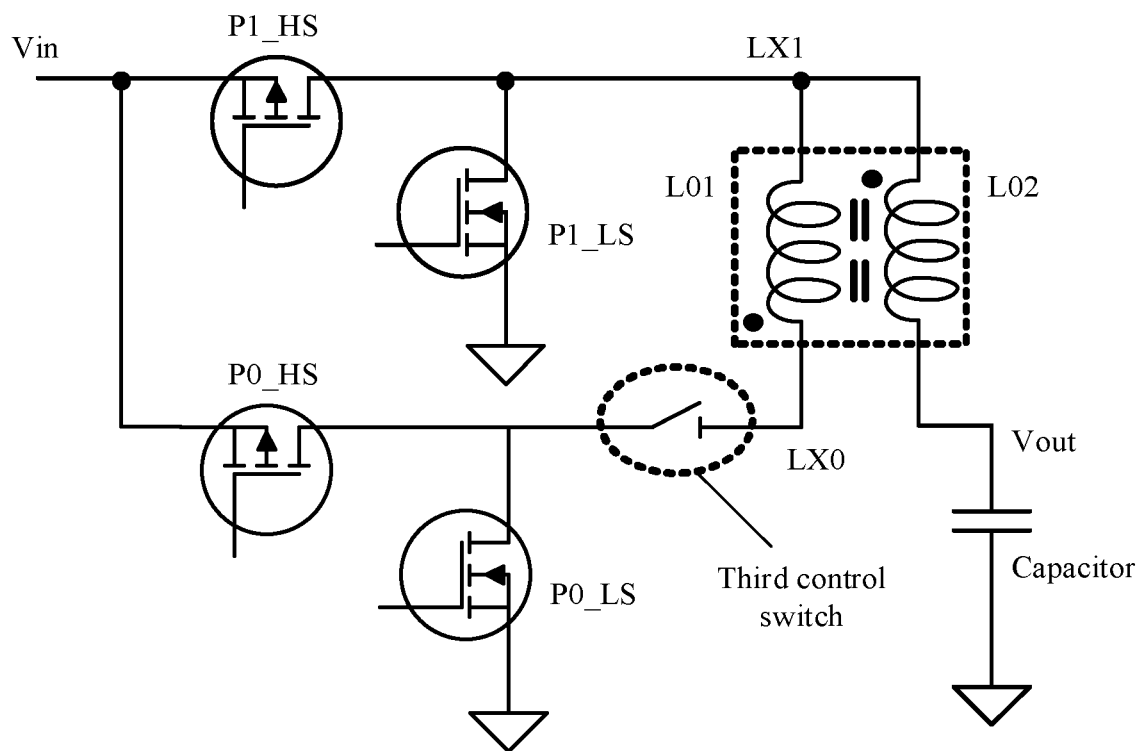 P1_HS
Vin
LX1
L01
L02
P1_LS
P0_HS
LX0
Vout
Third control
switch
Capacitor
P0_LS